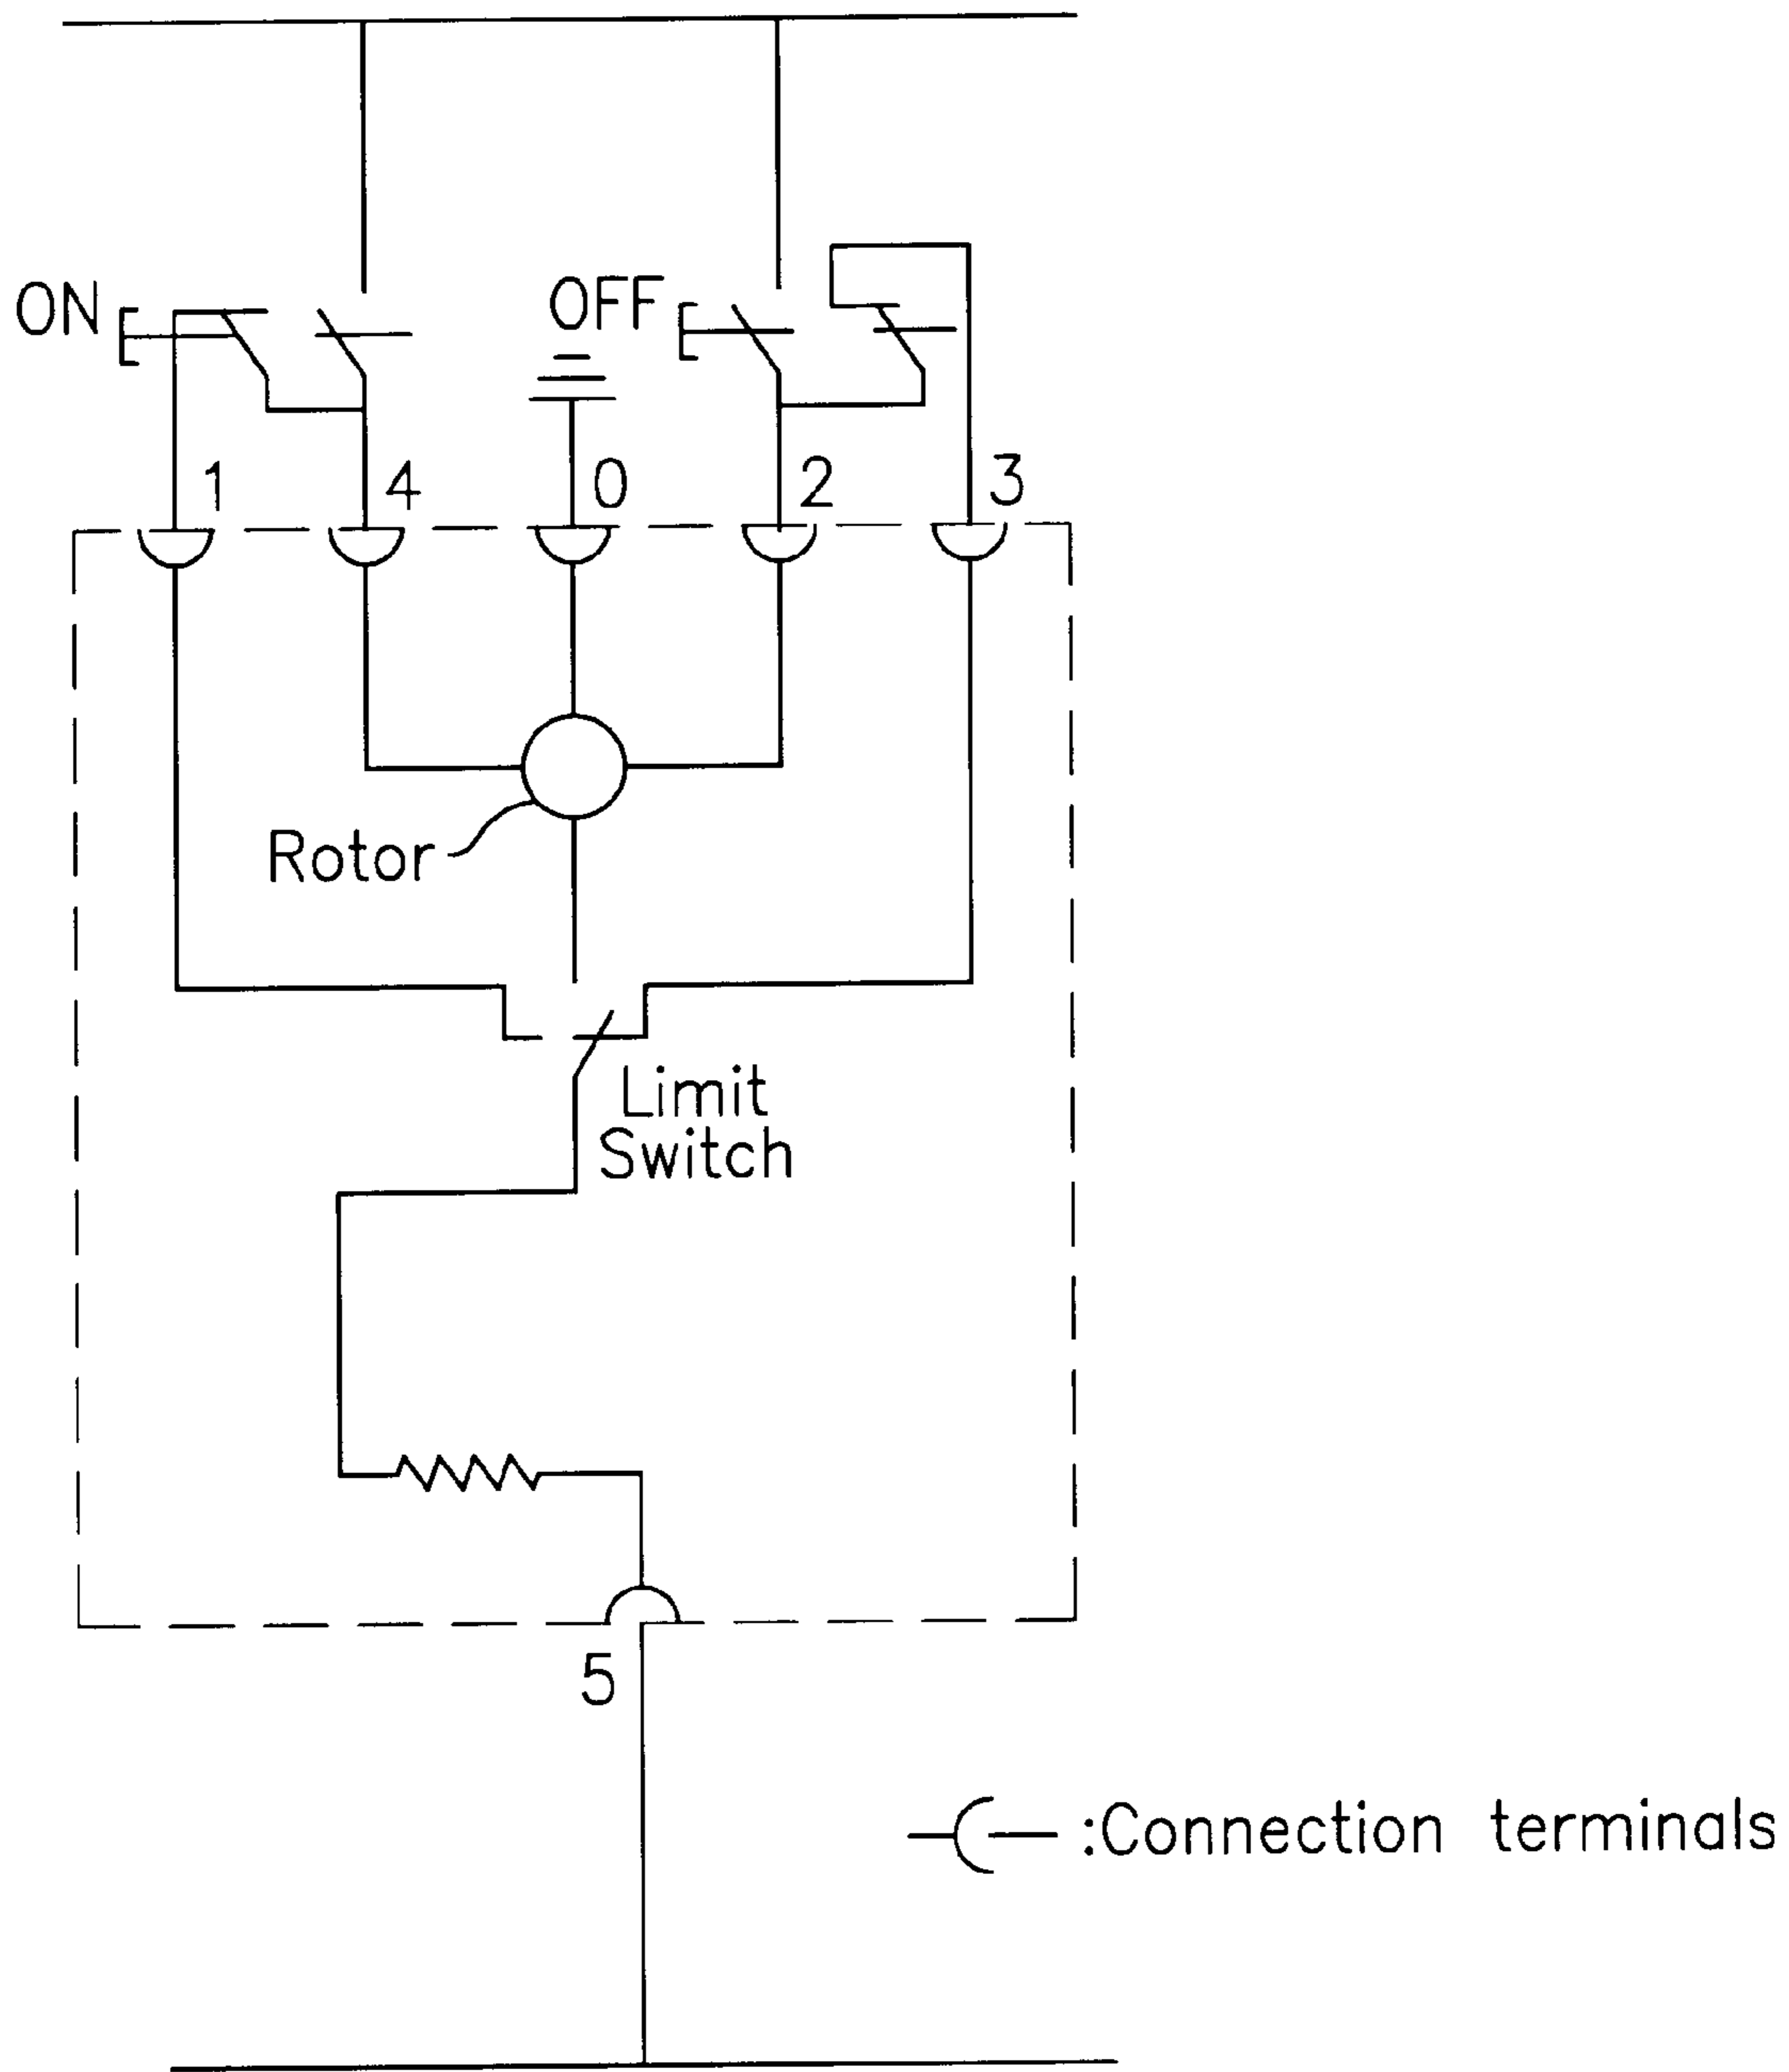 ON
OFF
1
4
0
2
3
Rotor
Limit
Switch
5
:Connection terminals